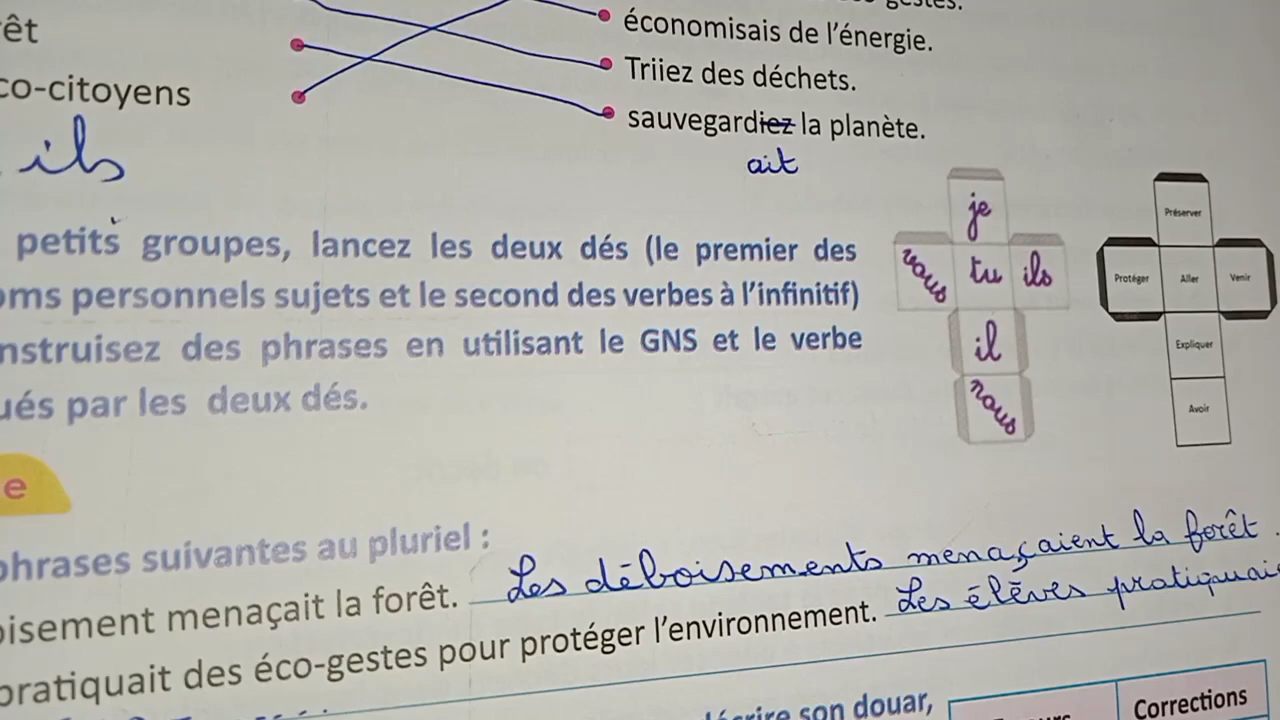 gestes.
économisais de l'énergie.
Triiez des déchets.
co-citoyens
sauvegardiez la planète.
ils
ait
petits groupes, lancez les deux dés (le premier des
oms personnels sujets et le second des verbes à l'infinitif)
nstruisez des phrases en utilisant le GNS et le verbe
ués par les deux dés.
je
vous tu ils
il
nous
Préserver
Protéger Aller Venir
Expliquer
Avoir
e
phrases suivantes au pluriel :
oisement menaçait la forêt. Les déboisements menaçaient la forêt.
pratiquait des éco-gestes pour protéger l'environnement. Les élèves pratiquaie
son douar,
Corrections